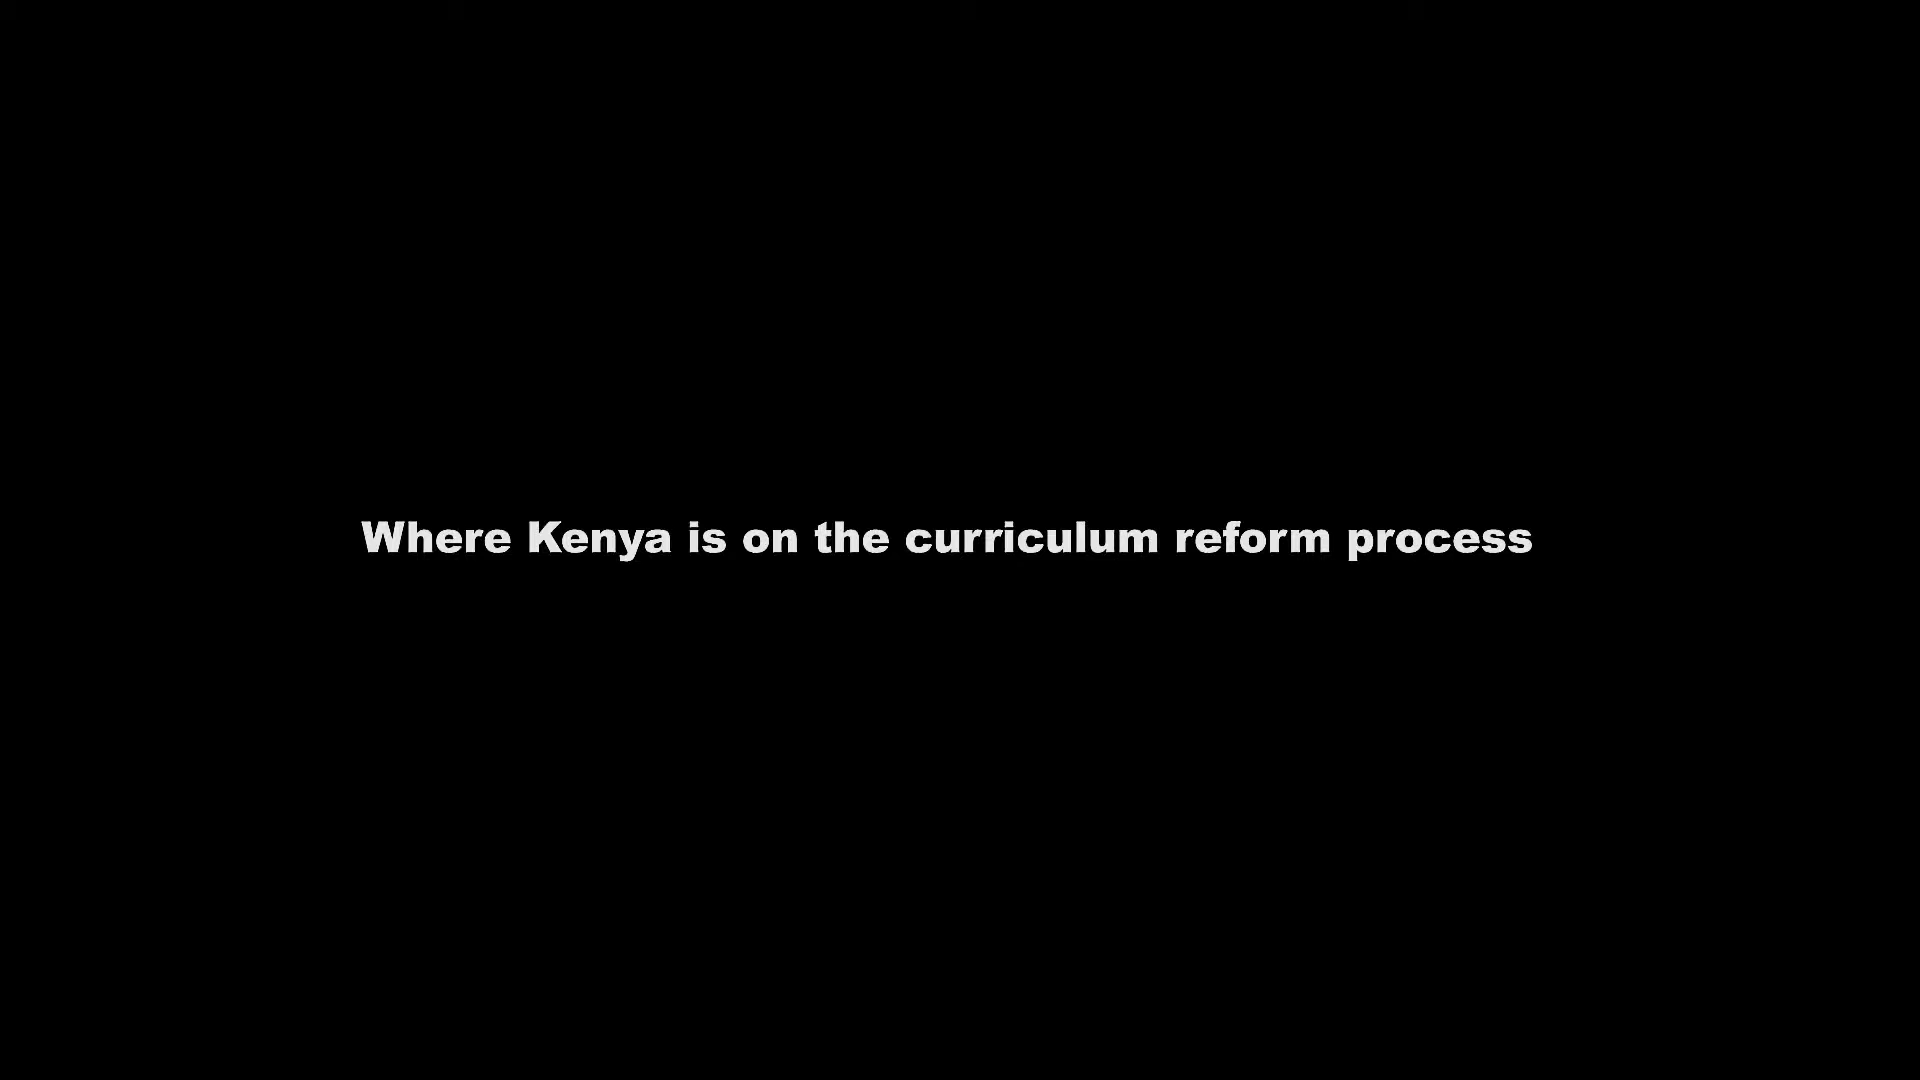 Where Kenya is on the curriculum reform process